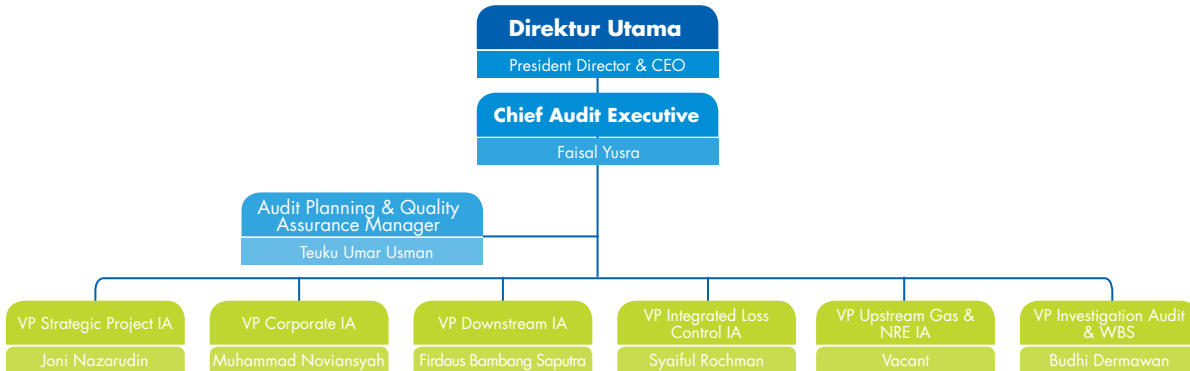 Direktur Utama
President Director & CEO
Chief Audit Executive
Faisal Yusra
Audit Planning & Quality
Assurance Manager
Teuku Umar Usman
VP Strategic Project IA
Joni Nazarudin
VP Corporate IA
Muhammad Noviansyah
VP Downstream IA
Firdaus Bambang Saputra
VP Integrated Loss
Control IA
Syaiful Rochman
VP Upstream Gas &
NRE IA
Vacant
VP Investigation Audit
& WBS
Budhi Dermawan